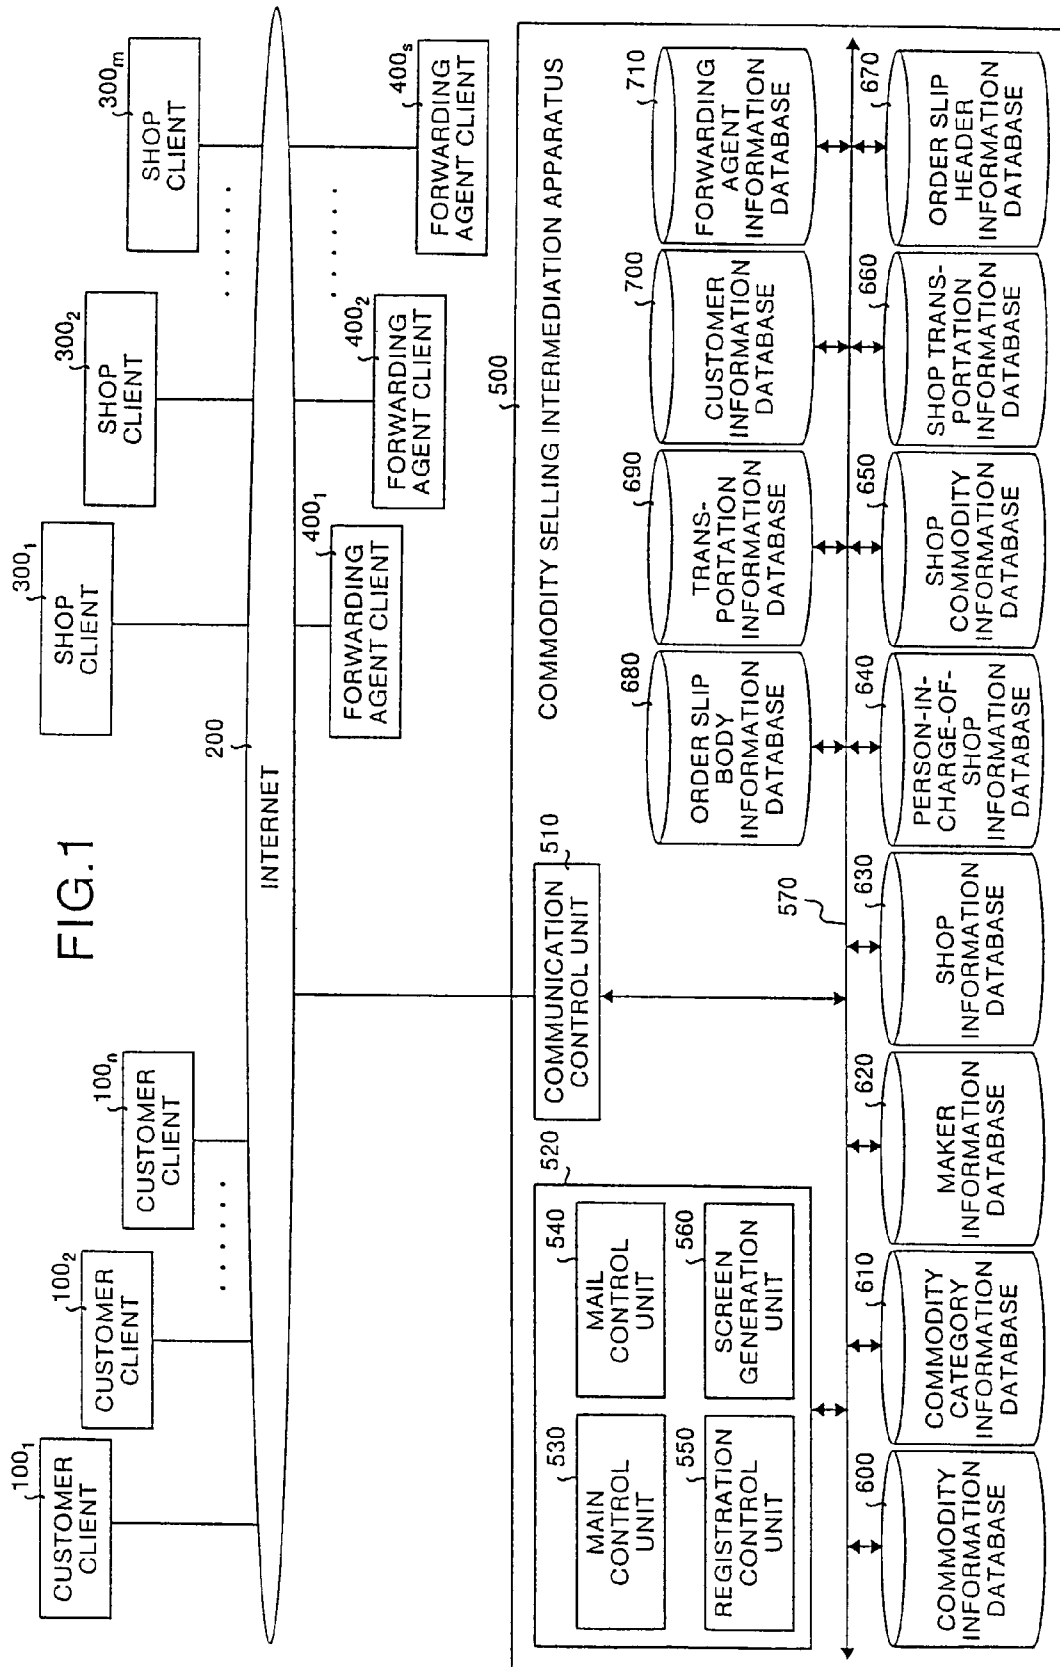 FIG.1
100₁
CUSTOMER
CLIENT
100₂
CUSTOMER
CLIENT
100ₙ
CUSTOMER
CLIENT
. . . . . .
300₁
SHOP
CLIENT
300₂
SHOP
CLIENT
300ₘ
SHOP
CLIENT
. . . . . .
200
INTERNET
400₁
FORWARDING
AGENT CLIENT
400₂
FORWARDING
AGENT CLIENT
400ₛ
FORWARDING
AGENT CLIENT
. . . . . .
500
COMMODITY SELLING INTERMEDIATION APPARATUS
510
COMMUNICATION
CONTROL UNIT
520
530
MAIN
CONTROL
UNIT
540
MAIL
CONTROL
UNIT
550
REGISTRATION
CONTROL
UNIT
560
SCREEN
GENERATION
UNIT
570
680
ORDER SLIP
BODY
INFORMATION
DATABASE
690
TRANS-
PORTATION
INFORMATION
DATABASE
700
CUSTOMER
INFORMATION
DATABASE
710
FORWARDING
AGENT
INFORMATION
DATABASE
600
COMMODITY
INFORMATION
DATABASE
610
COMMODITY
CATEGORY
INFORMATION
DATABASE
620
MAKER
INFORMATION
DATABASE
630
SHOP
INFORMATION
DATABASE
640
PERSON-IN-
CHARGE-OF-
SHOP
INFORMATION
DATABASE
650
SHOP
COMMODITY
INFORMATION
DATABASE
660
SHOP TRANS-
PORTATION
INFORMATION
DATABASE
670
ORDER SLIP
HEADER
INFORMATION
DATABASE